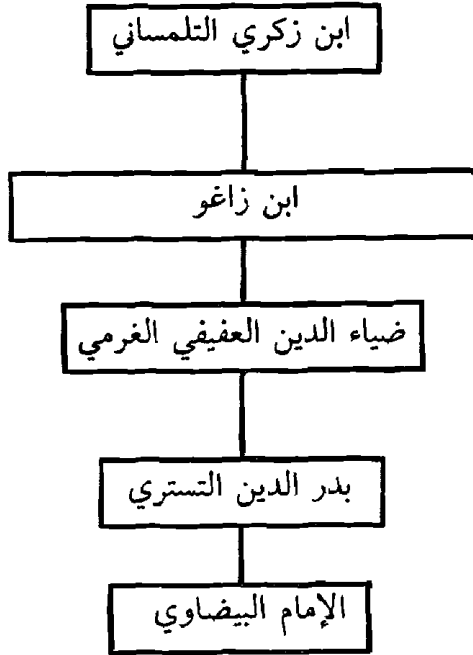 ابن زكري التلمساني
ابن زاغو
ضياء الدين العفيفي الغرمي
بدر الدين التستري
الإمام البيضاوي